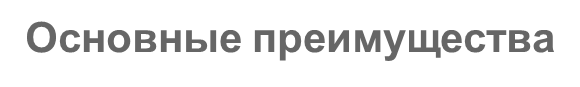 Основные преимущества